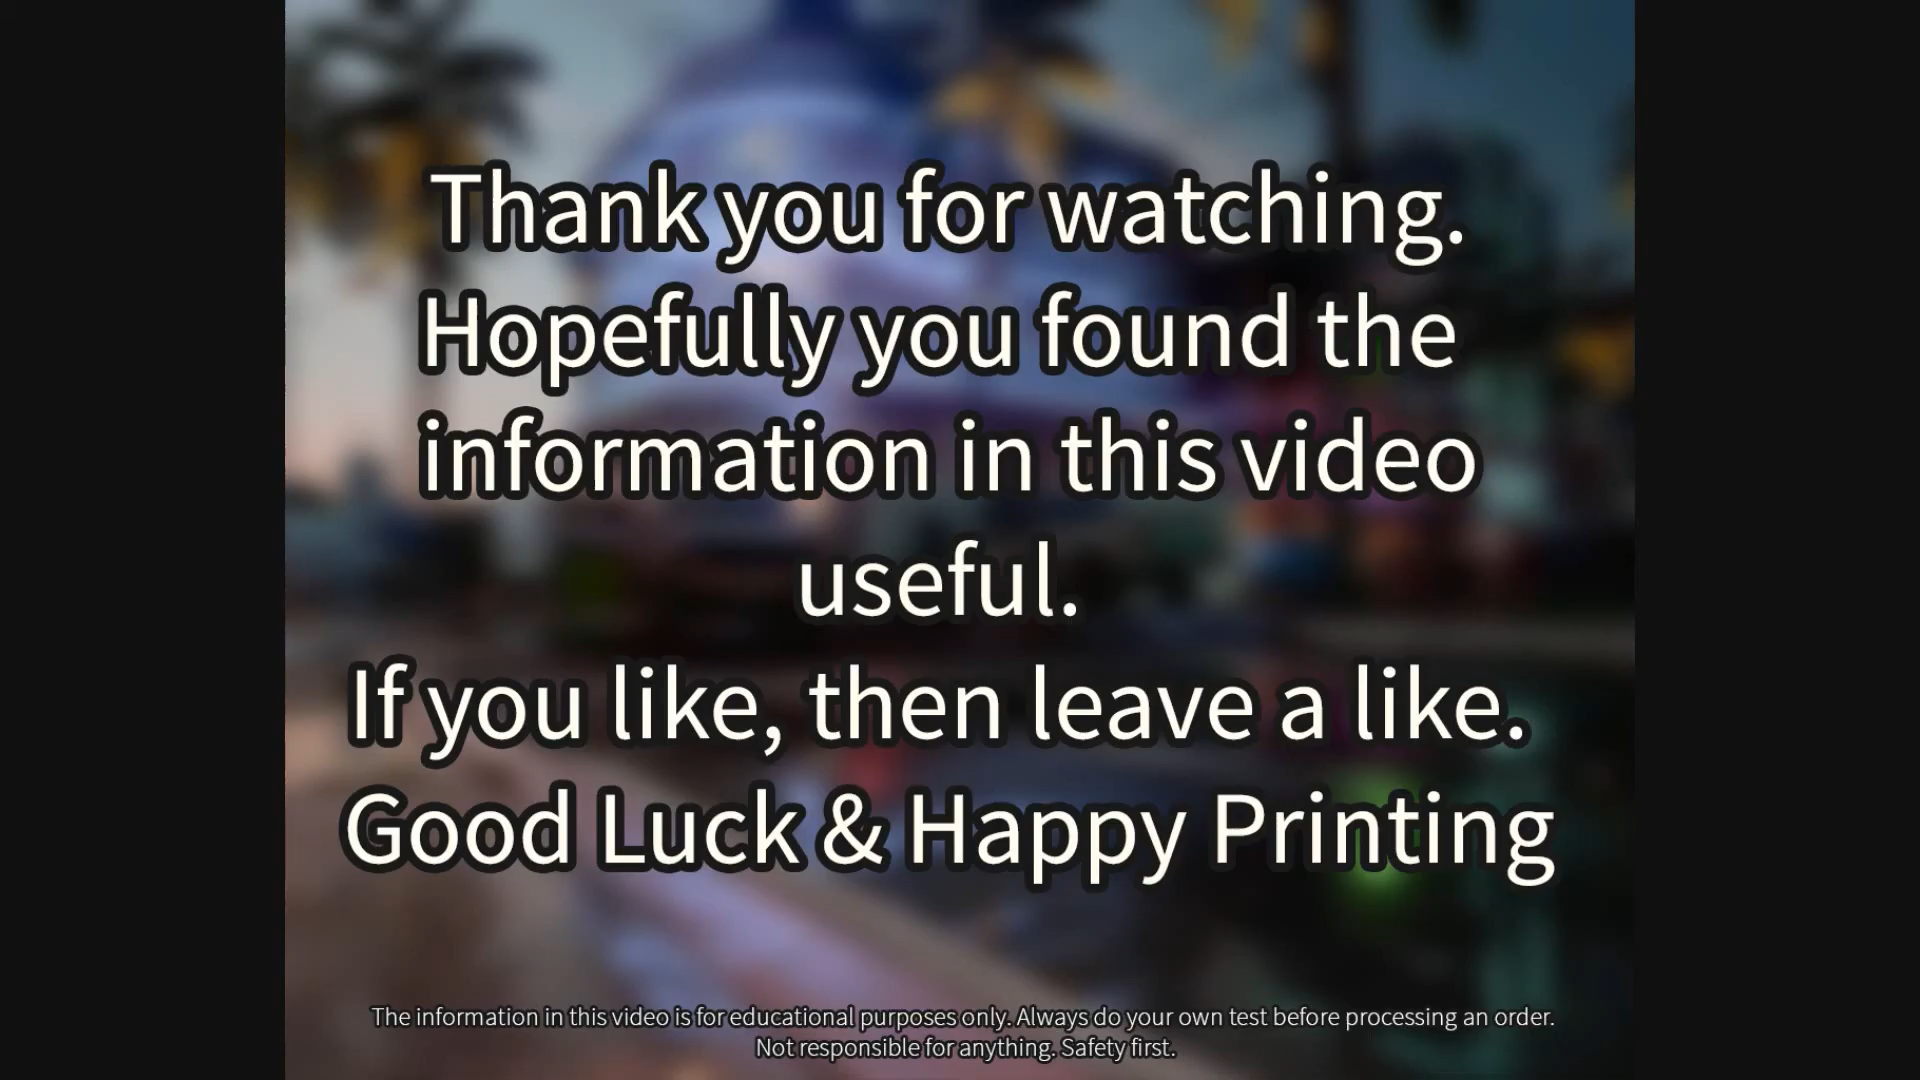 Thank you for watching.
Hopefully you found the
information in this video
useful.
If you like, then leave a like.
Good Luck & Happy Printing
The information in this video is for educational purposes only. Always do your own test before processing an order.
Not responsible for anything. Safety first.